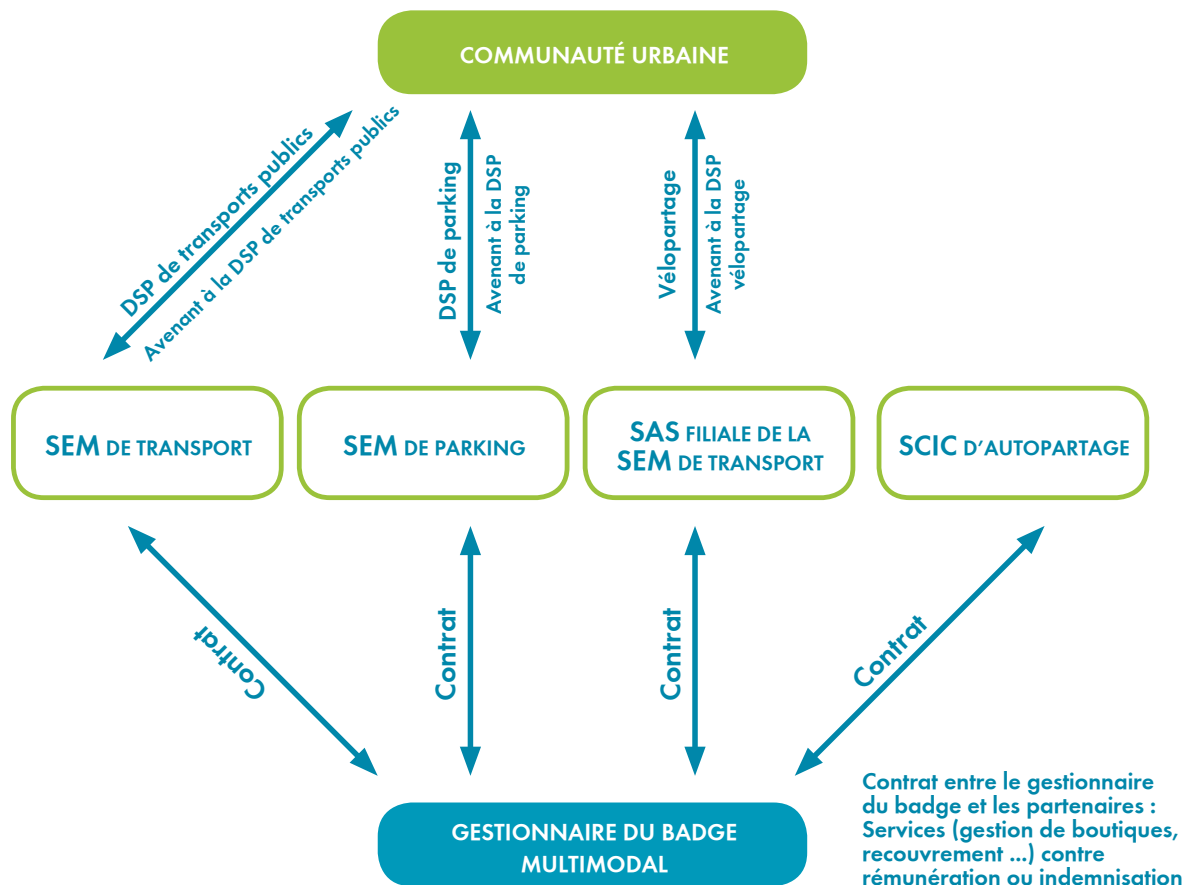 COMMUNAUTÉ URBAINE
DSP de transports publics
Avenant à la DSP de transports publics
DSP de parking
Avenant à la DSP
de parking
Vélopartage
Avenant à la DSP
vélopartage
SEM DE TRANSPORT
SEM DE PARKING
SAS FILIALE DE LA
SEM DE TRANSPORT
SCIC D'AUTOPARTAGE
Contrat
Contrat
Contrat
Contrat
GESTIONNAIRE DU BADGE
MULTIMODAL
Contrat entre le gestionnaire
du badge et les partenaires :
Services (gestion de boutiques,
recouvrement ...) contre
rémunération ou indemnisation